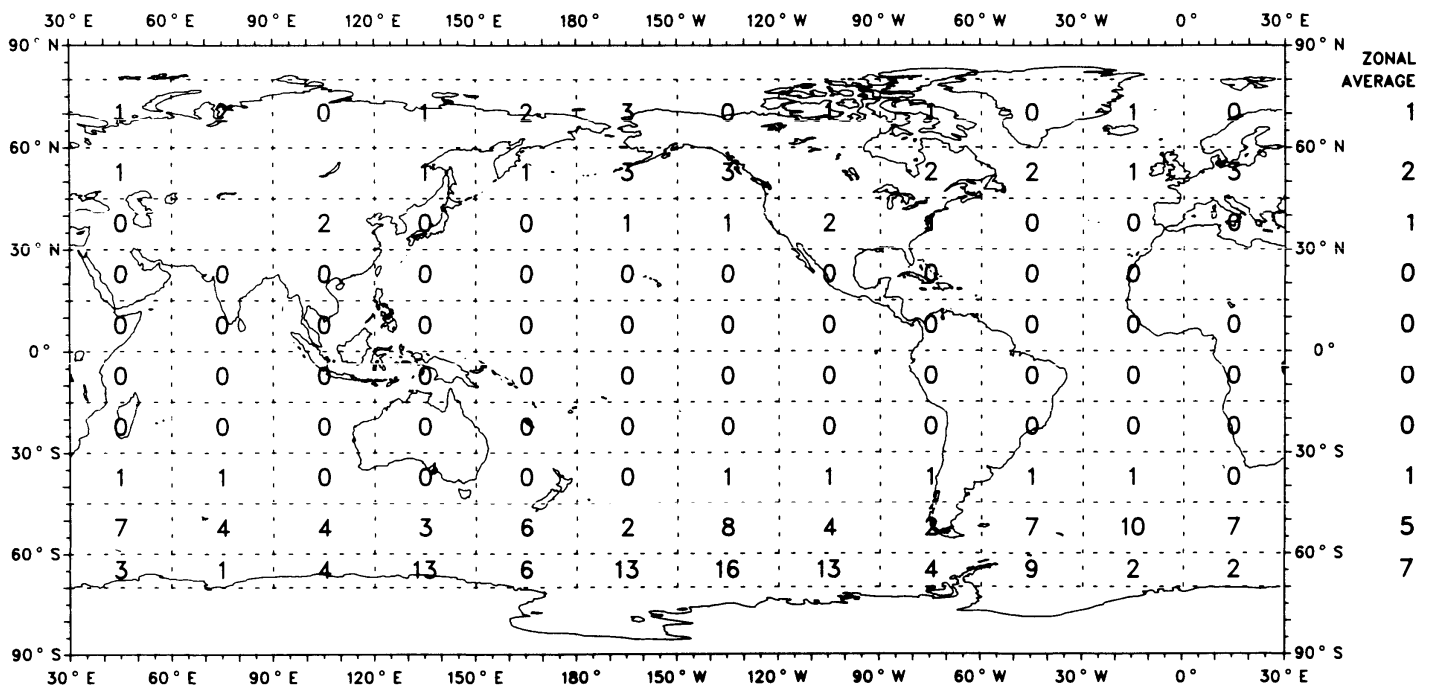 30° E 60° E 90° E 120° E 150° E 180° 150° W 120° W 90° W 60° W 30° W 0° 30° E
90° N 90° N
ZONAL
AVERAGE
1 0 1 2 3 0 1 1 0 1 0 1
60° N 60° N
1 1 1 3 3 2 2 1 3 2
0 2 0 0 1 1 2 0 0 1
30° N 30° N
0 0 0 0 0 0 0 0 0 0 0 0
0 0 0 0 0 0 0 0 0 0 0 0 0
0° 0°
0 0 0 0 0 0 0 0 0 0 0 0
0 0 0 0 0 0 0 0 0 0 0 0 0
30° S 30° S
1 1 0 0 0 0 1 1 1 1 1 0 1
7 4 4 3 6 2 8 4 7 10 7 5
60° S 60° S
3 1 4 13 6 13 16 13 4 9 2 2 7
90° S 90° S
30° E 60° E 90° E 120° E 150° E 180° 150° W 120° W 90° W 60° W 30° W 0° 30° E